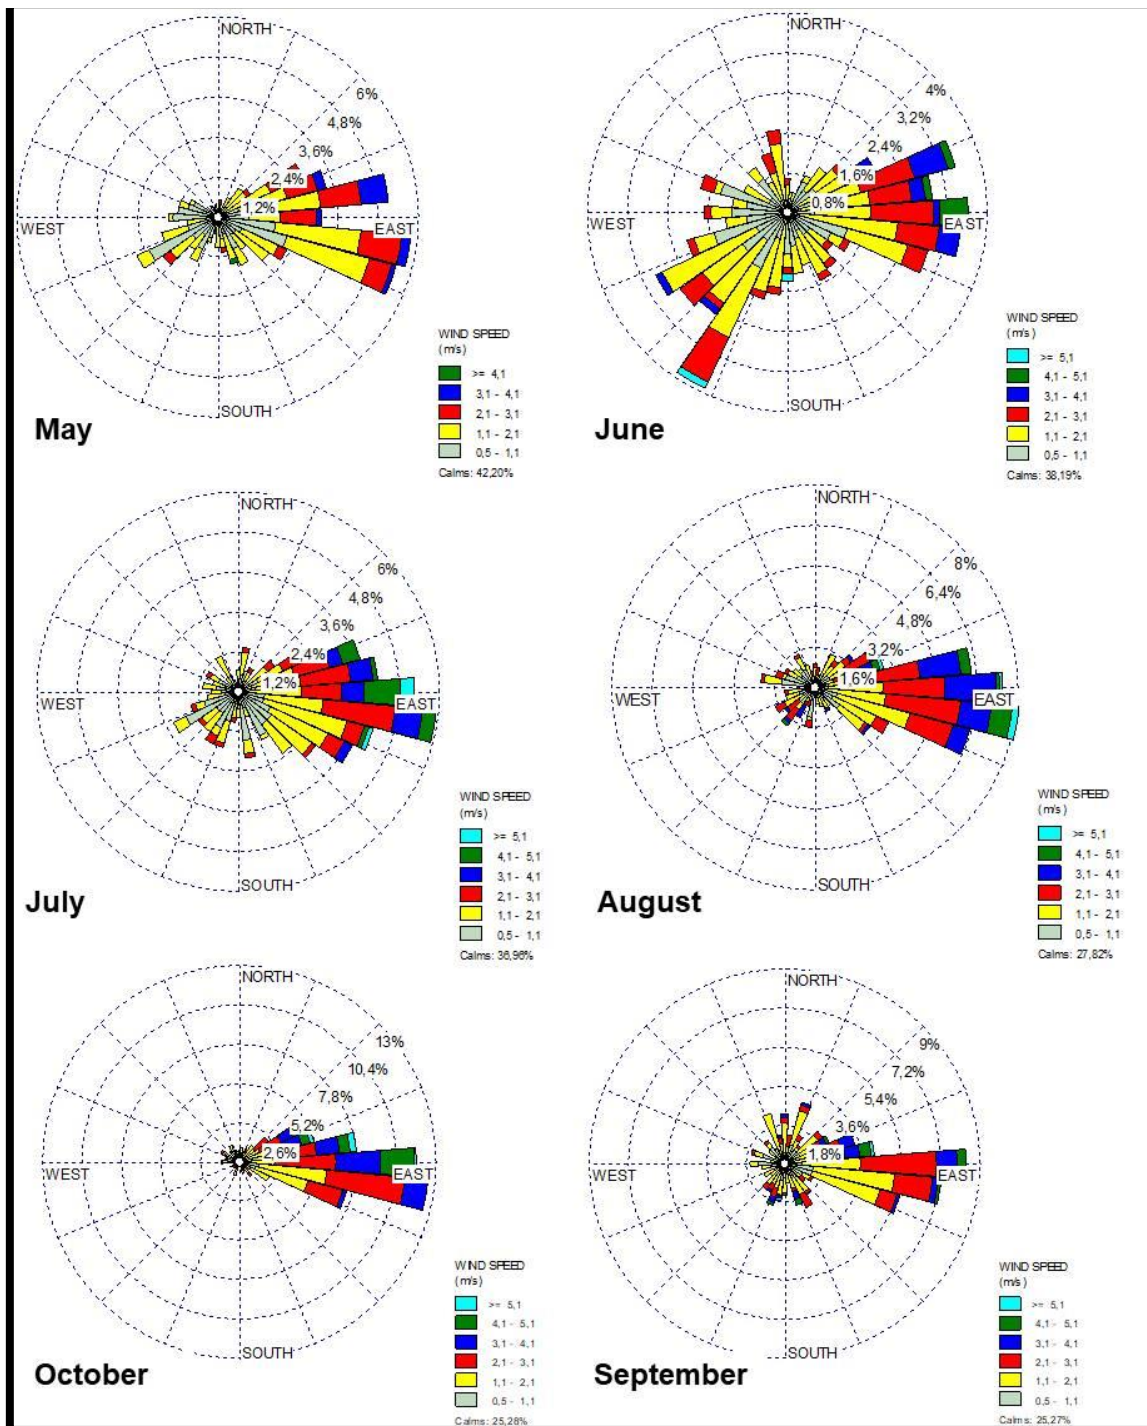 NORTH
6%
4,8%
3,6%
2,4%
1,2%
WEST
EAST
SOUTH
WIND SPEED
(m/s)
>= 4,1
3,1 - 4,1
2,1 - 3,1
1,1 - 2,1
0,5 - 1,1
Calms: 42,20%
May
NORTH
4%
3,2%
2,4%
1,6%
0,8%
WEST
EAST
SOUTH
WIND SPEED
(m/s)
>= 5,1
4,1 - 5,1
3,1 - 4,1
2,1 - 3,1
1,1 - 2,1
0,5 - 1,1
Calms: 38,19%
June
NORTH
6%
4,8%
3,6%
2,4%
1,2%
WEST
EAST
SOUTH
WIND SPEED
(m/s)
>= 5,1
4,1 - 5,1
3,1 - 4,1
2,1 - 3,1
1,1 - 2,1
0,5 - 1,1
Calms: 36,96%
July
NORTH
8%
6,4%
4,8%
3,2%
1,6%
WEST
EAST
SOUTH
WIND SPEED
(m/s)
>= 5,1
4,1 - 5,1
3,1 - 4,1
2,1 - 3,1
1,1 - 2,1
0,5 - 1,1
Calms: 27,82%
August
NORTH
13%
10,4%
7,8%
5,2%
2,6%
WEST
EAST
SOUTH
WIND SPEED
(m/s)
>= 5,1
4,1 - 5,1
3,1 - 4,1
2,1 - 3,1
1,1 - 2,1
0,5 - 1,1
Calms: 25,28%
October
NORTH
9%
7,2%
5,4%
3,6%
1,8%
WEST
EAST
SOUTH
WIND SPEED
(m/s)
>= 5,1
4,1 - 5,1
3,1 - 4,1
2,1 - 3,1
1,1 - 2,1
0,5 - 1,1
Calms: 25,27%
September